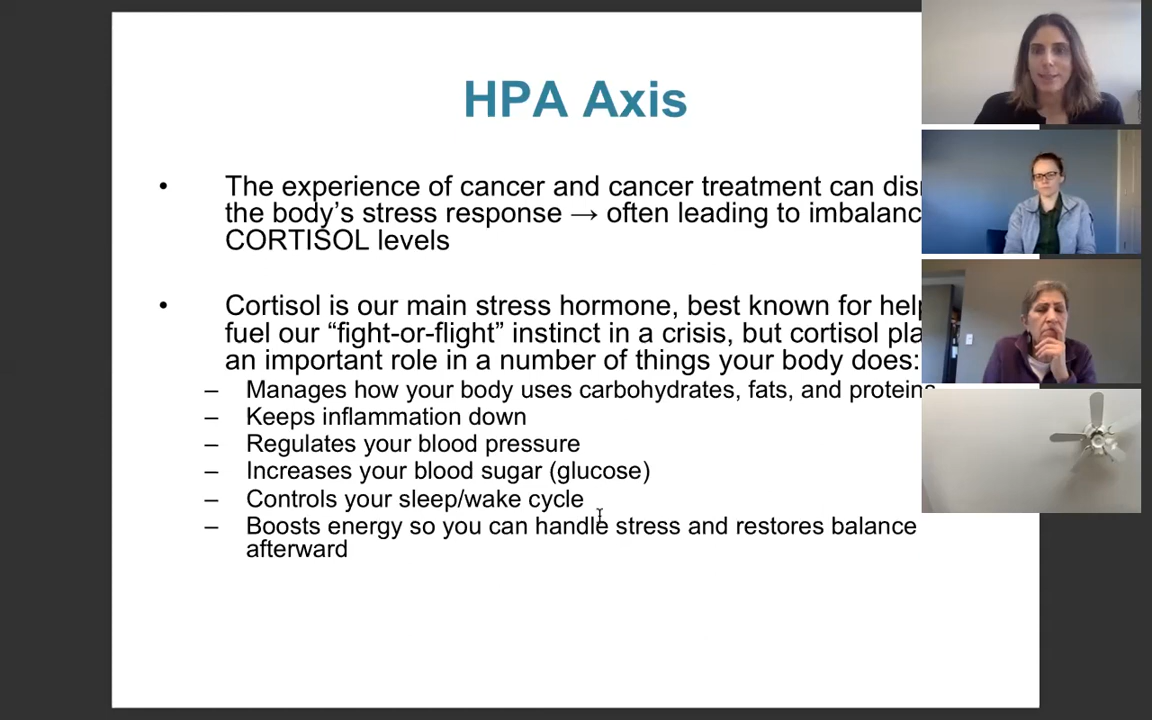 HPA Axis
• The experience of cancer and cancer treatment can
the body's stress response → often leading to
CORTISOL levels
• Cortisol is our main stress hormone, best known for
fuel our “fight-or-flight” instinct in a crisis, but cortisol
an important role in a number of things your body does:
– Manages how your body uses carbohydrates, fats, and proteins
– Keeps inflammation down
– Regulates your blood pressure
– Increases your blood sugar (glucose)
– Controls your sleep/wake cycle
– Boosts energy so you can handle stress and restores balance
afterward